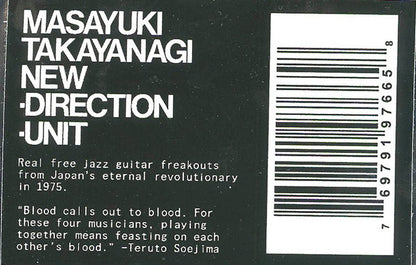 MASAYUKI
TAKAYANAGI
NEW
·DIRECTION
·UNIT
Real free jazz guitar freakouts
from Japan's eternal revolutionary
in 1975.
"Blood calls out to blood. For
these four musicians, playing
together means feasting on each
other's blood." -Teruto Soejima
7 69791 97665 8